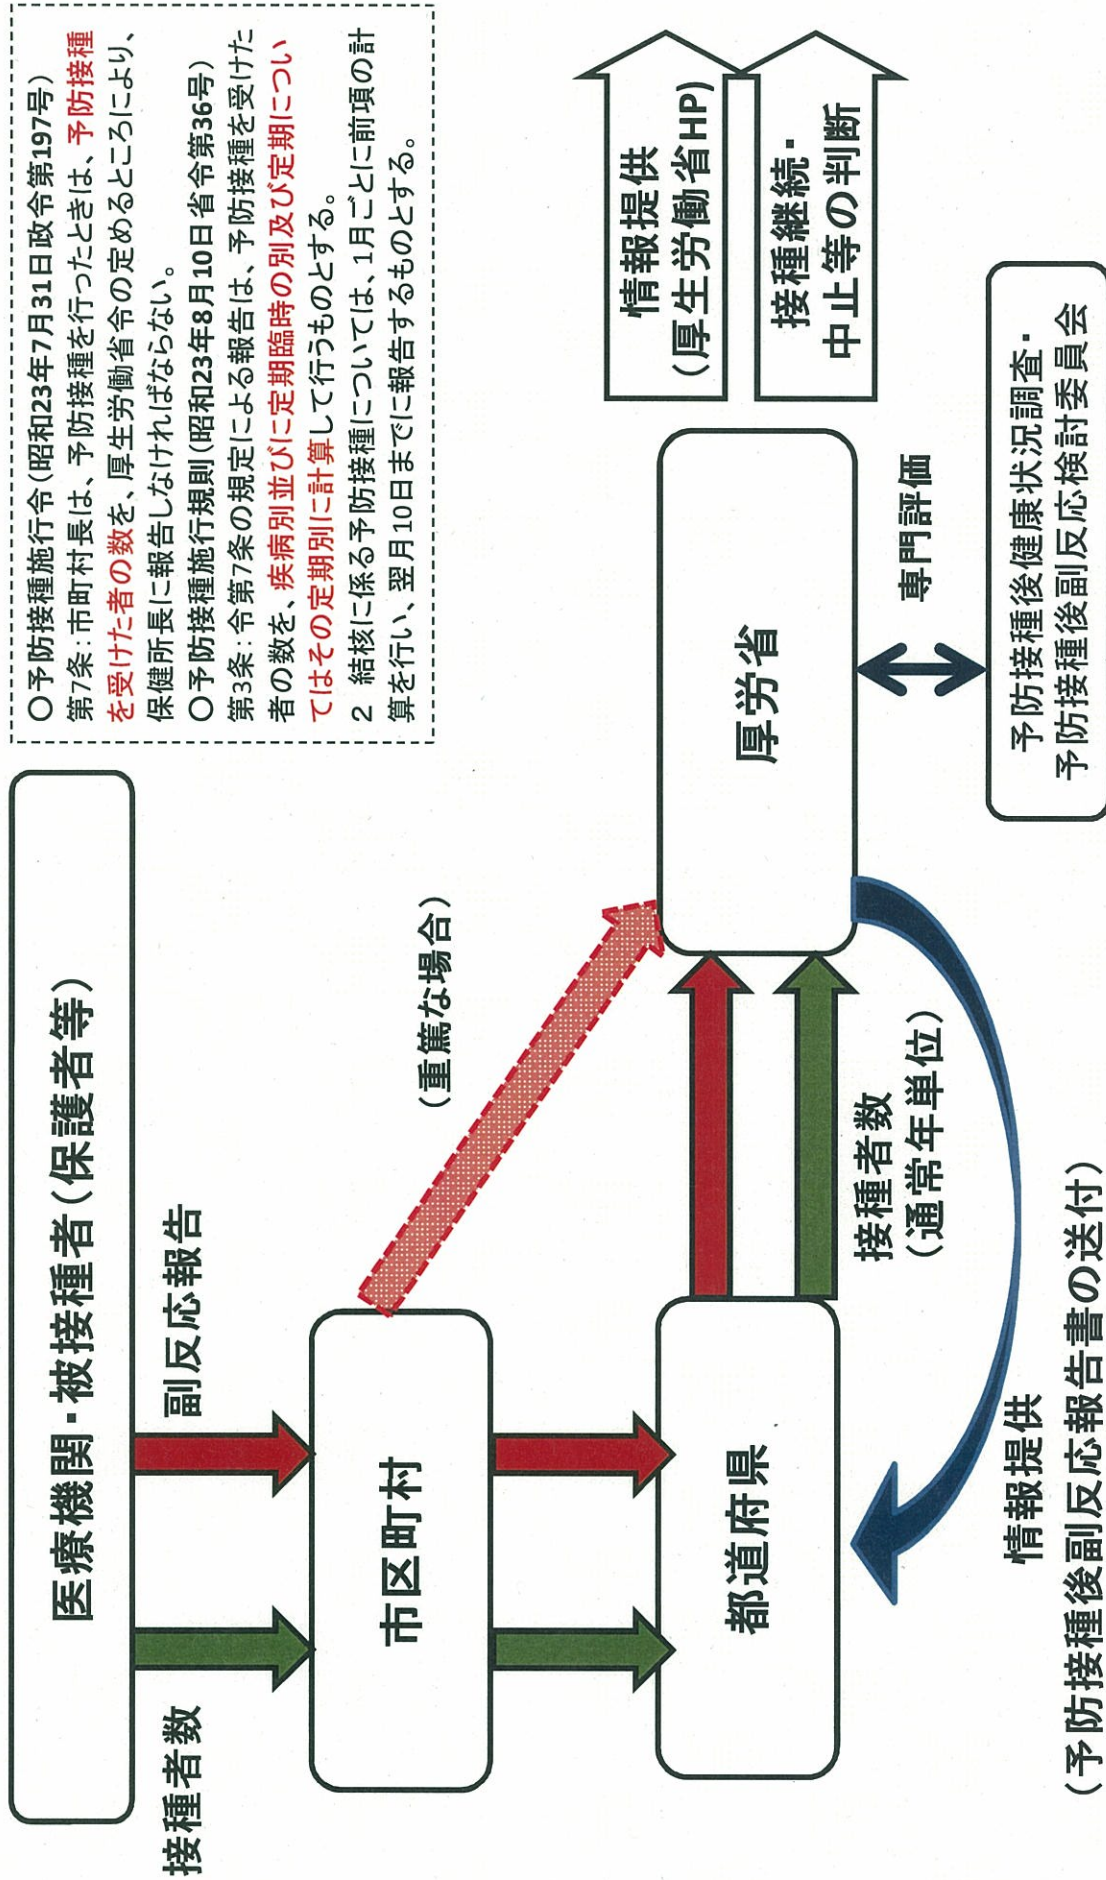 〇予防接種施行令(昭和23年7月31日政令第197号)
第7条:市町村長は、予防接種を行ったときは、予防接種
を受けた者の数を、厚生労働省令の定めるところにより、
保健所長に報告しなければならない。
〇予防接種施行規則(昭和23年8月10日省令第36号)
第3条:令第7条の規定による報告は、予防接種を受けた
者の数を、疾病別並びに定期臨時の別及び定期につい
てはその定期別に計算して行うものとする。
2 結核に係る予防接種については、1月ごとに前項の計
算を行い、翌月10日までに報告するものとする。
医療機関・被接種者(保護者等)
接種者数
副反応報告
市区町村
(重篤な場合)
都道府県
接種者数
(通常年単位)
厚労省
情報提供
(厚生労働省HP)
接種継続・
中止等の判断
専門評価
予防接種後健康状況調査・
予防接種後副反応検討委員会
情報提供
(予防接種後副反応報告書の送付)